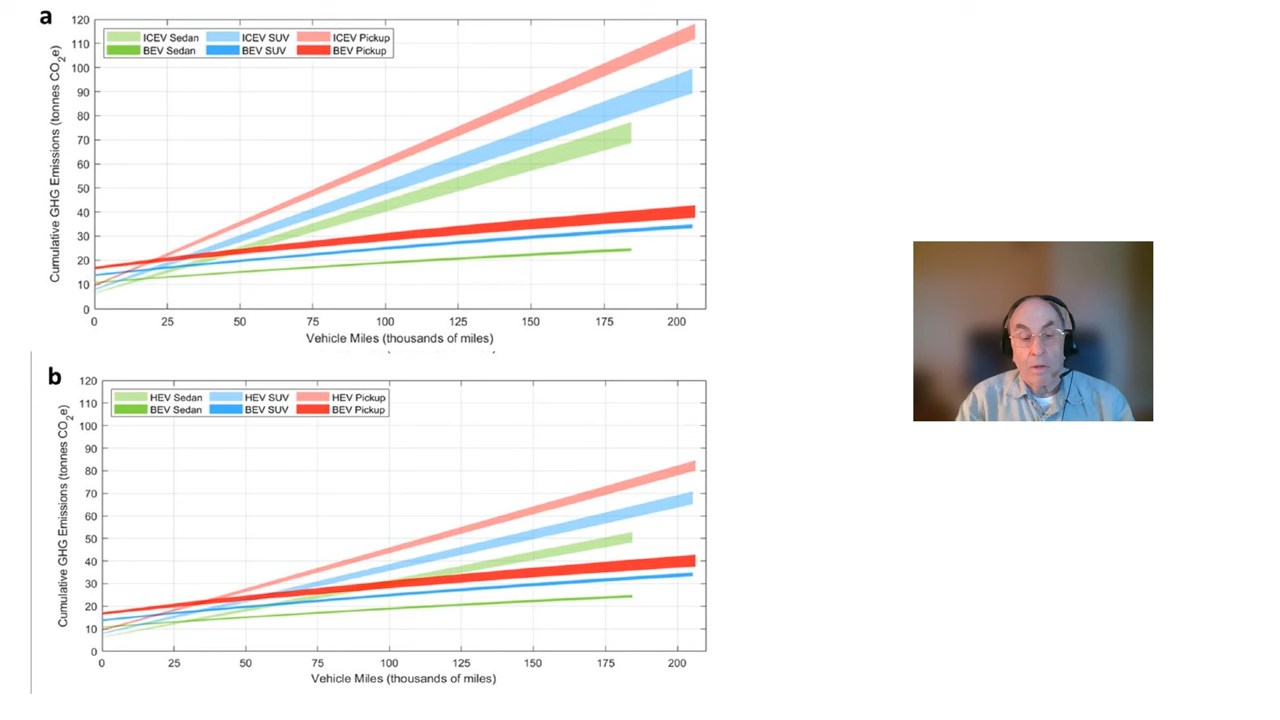 a
120
110
100
90
80
70
60
50
40
30
20
10
0
Cumulative GHG Emissions (tonnes CO2e)
ICEV Sedan ICEV SUV ICEV Pickup
BEV Sedan BEV SUV BEV Pickup
0 25 50 75 100 125 150 175 200
Vehicle Miles (thousands of miles)
b
120
110
100
90
80
70
60
50
40
30
20
10
0
Cumulative GHG Emissions (tonnes CO2e)
HEV Sedan HEV SUV HEV Pickup
BEV Sedan BEV SUV BEV Pickup
0 25 50 75 100 125 150 175 200
Vehicle Miles (thousands of miles)